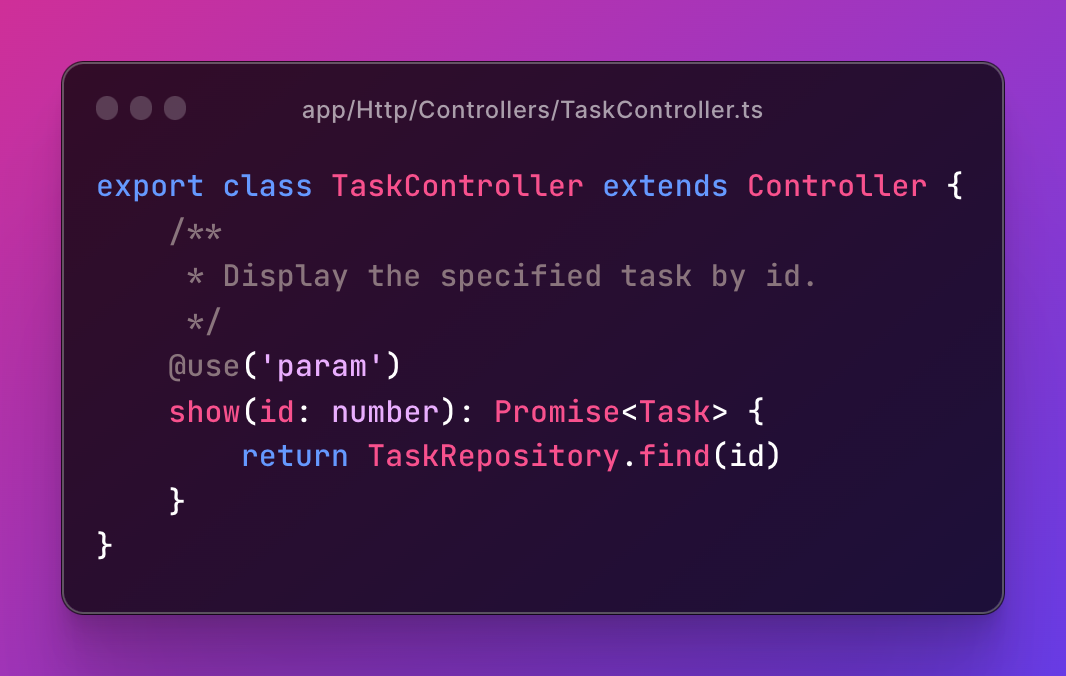 app/Http/Controllers/TaskController.ts
export class TaskController extends Controller {
    /**
     * Display the specified task by id.
     */
    @use('param')
    show(id: number): Promise<Task> {
        return TaskRepository.find(id)
    }
}